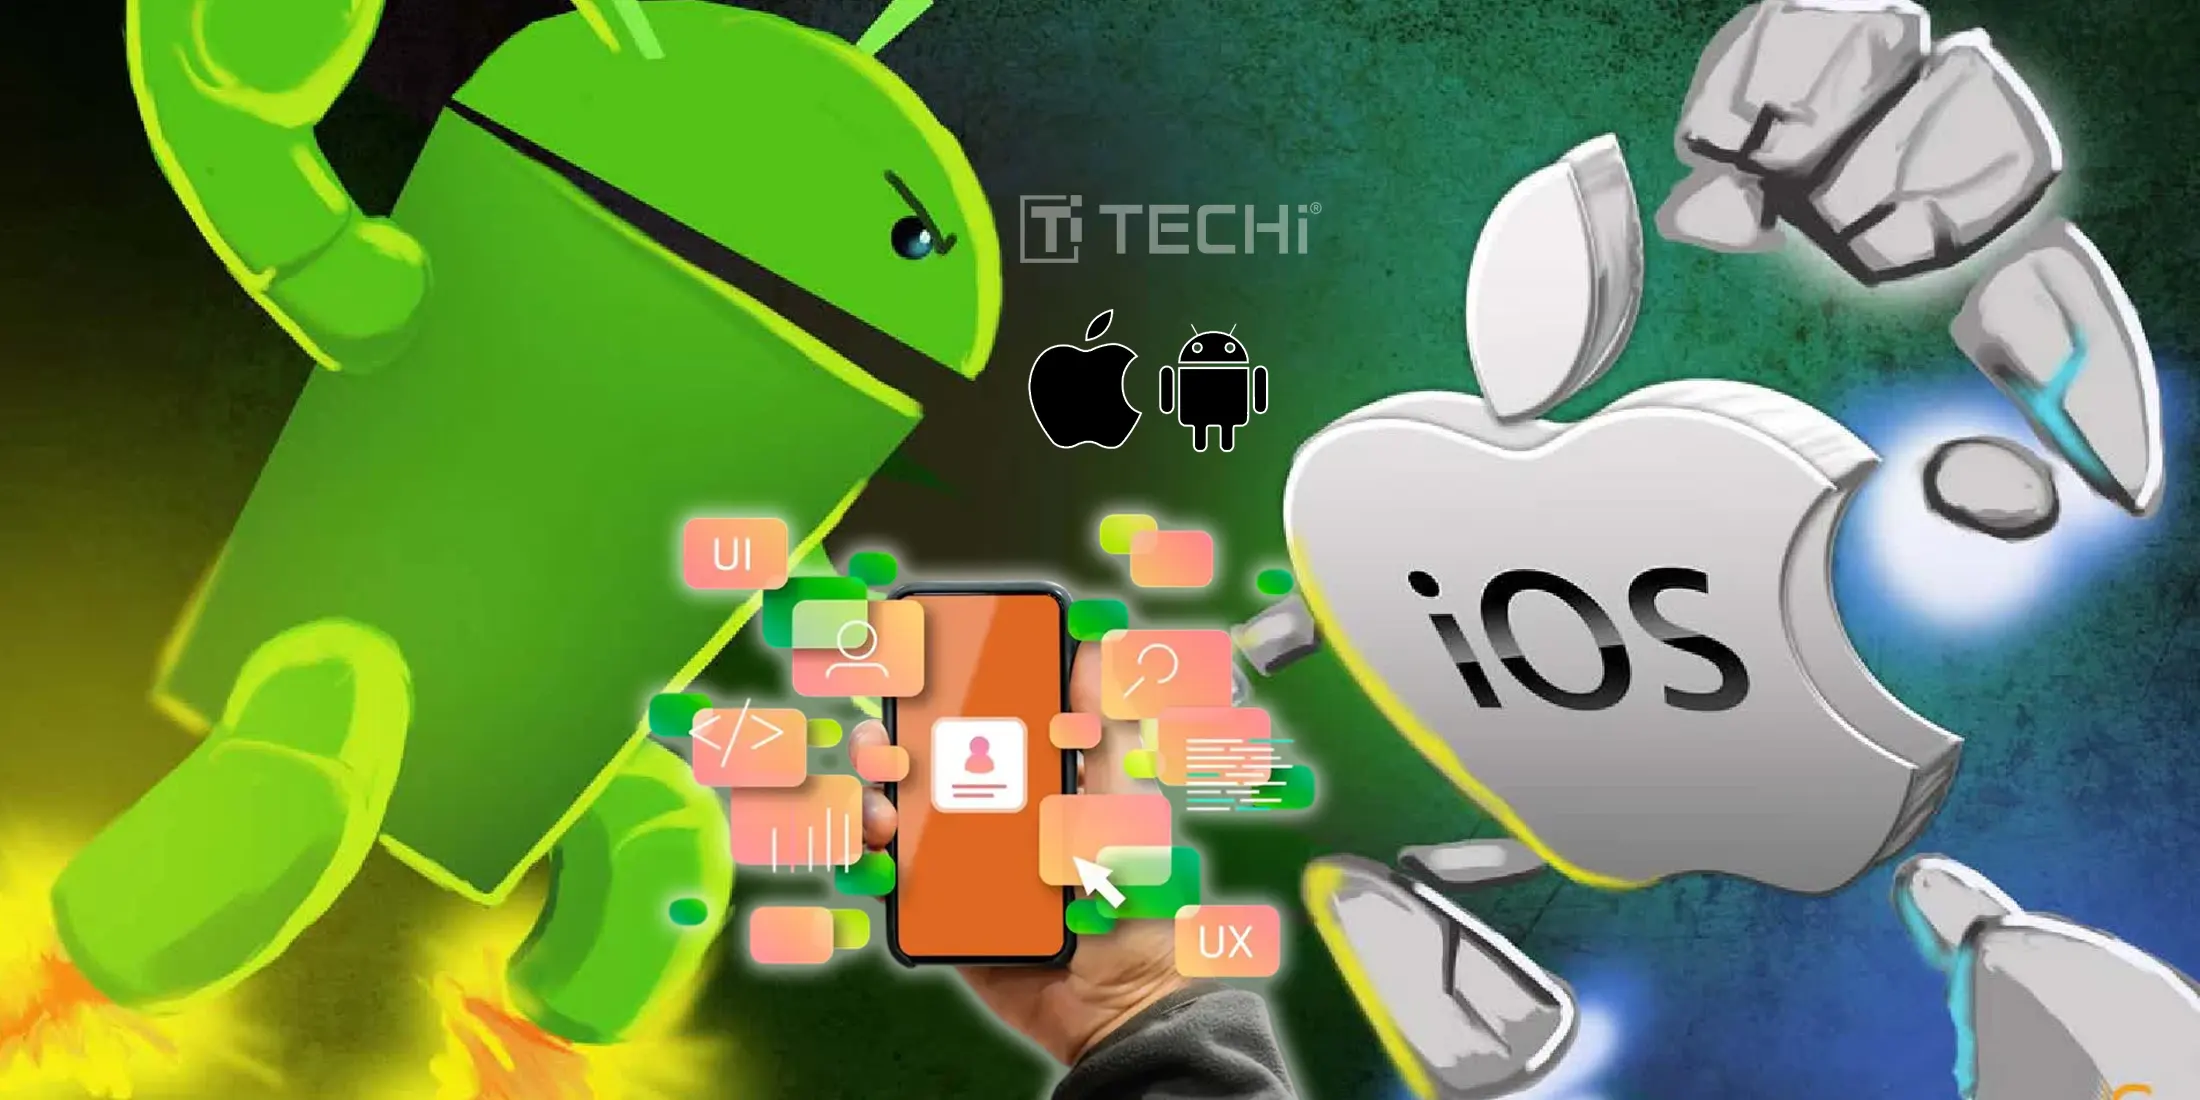 TECHi®
UI
iOS
</>
UX